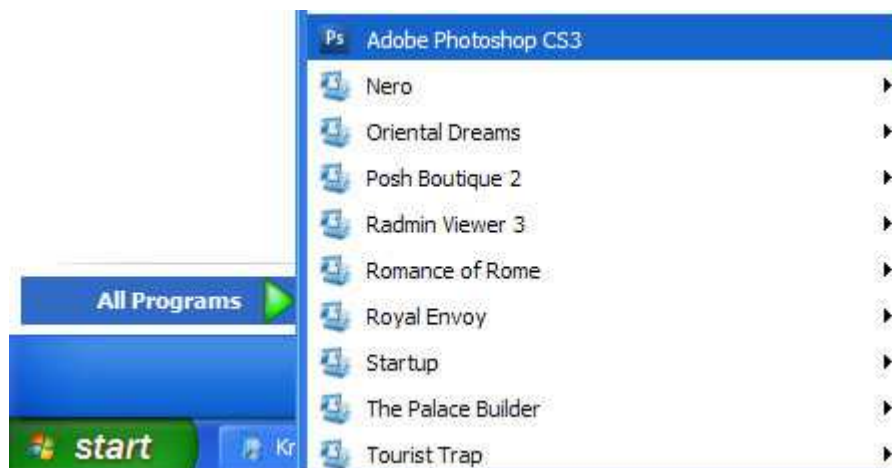 Ps Adobe Photoshop CS3
Nero
Oriental Dreams
Posh Boutique 2
Radmin Viewer 3
Romance of Rome
All Programs
Royal Envoy
Startup
The Palace Builder
start
Kr
Tourist Trap